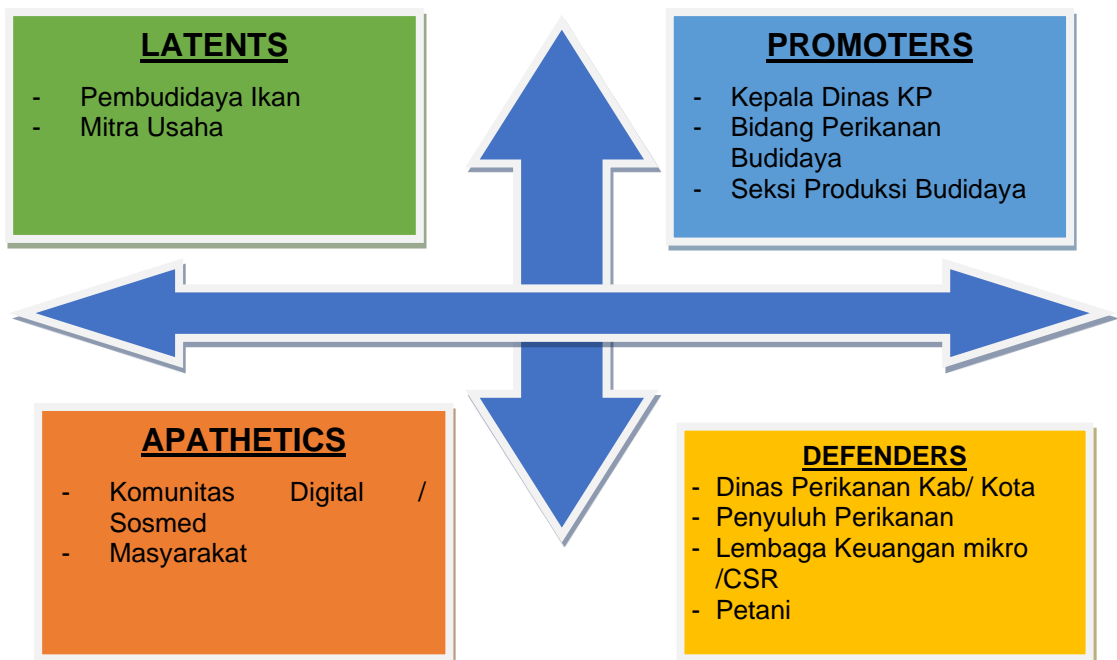 LATENTS
- Pembudidaya Ikan
- Mitra Usaha
PROMOTERS
- Kepala Dinas KP
- Bidang Perikanan
Budidaya
- Seksi Produksi Budidaya
APATHETICS
- Komunitas Digital /
Sosmed
- Masyarakat
DEFENDERS
- Dinas Perikanan Kab/ Kota
- Penyuluh Perikanan
- Lembaga Keuangan mikro
/CSR
- Petani